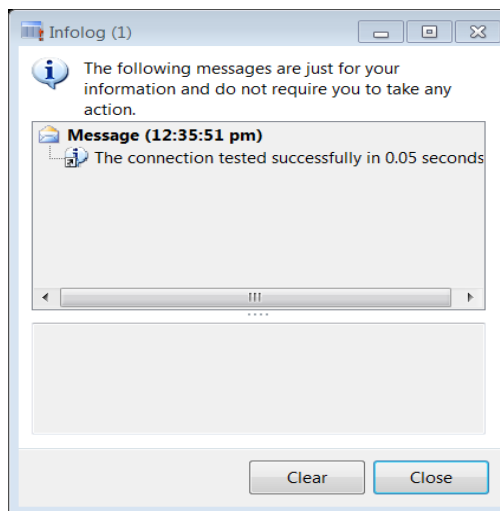 Infolog (1)
The following messages are just for your
information and do not require you to take any
action.
Message (12:35:51 pm)
The connection tested successfully in 0.05 seconds
Clear
Close